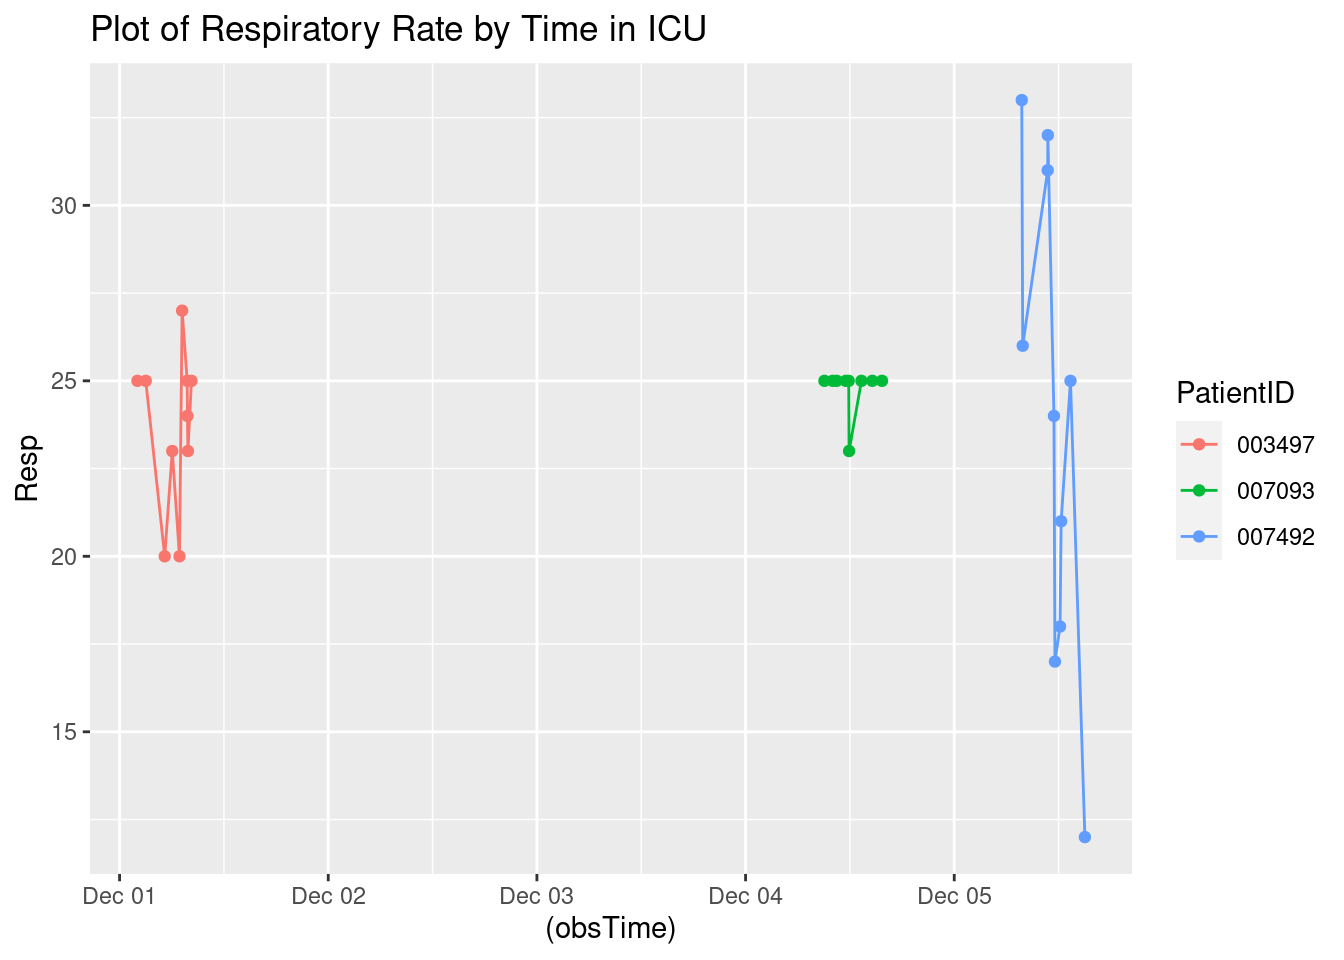 Plot of Respiratory Rate by Time in ICU
Resp
30
25
20
15
Dec 01
Dec 02
Dec 03
Dec 04
Dec 05
(obsTime)
PatientID
003497
007093
007492